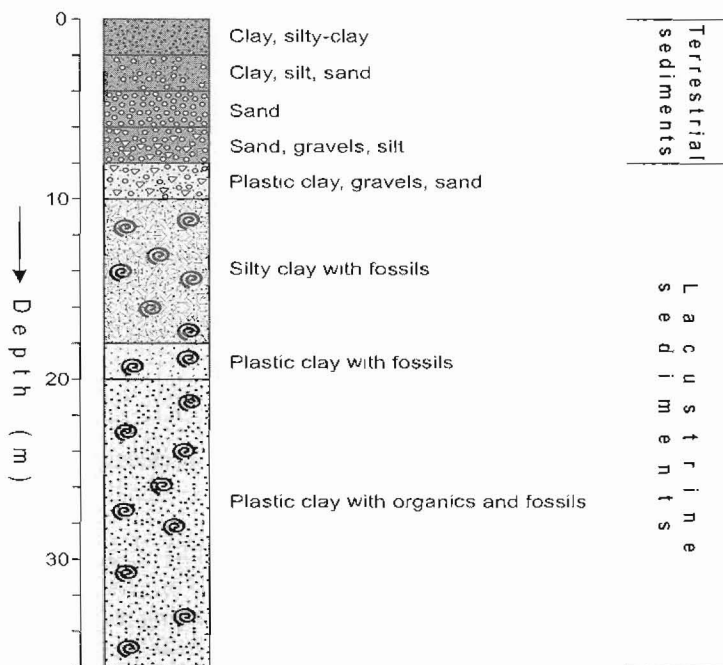 0
Clay, silty-clay
Clay, silt, sand
Sand
Sand, gravels, silt
Plastic clay, gravels, sand
10
Silty clay with fossils
Plastic clay with fossils
20
Plastic clay with organics and fossils
30
Depth (m)
Terrestrial
sediments
Lacustrine
sediments